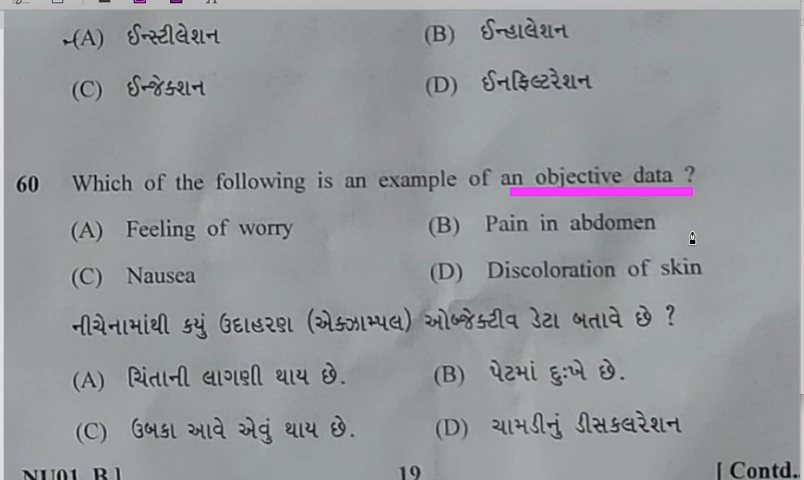 (A) ઈન્સ્ટીલેશન (B) ઈન્હાલેશન
(C) ઈન્જેક્શન (D) ઈનફિલ્ટરેશન
60 Which of the following is an example of an objective data ?
(A) Feeling of worry (B) Pain in abdomen
(C) Nausea (D) Discoloration of skin
નીચેનામાંથી કયું ઉદાહરણ (એક્ઝામ્પલ) ઓબ્જેક્ટીવ ડેટા બતાવે છે ?
(A) ચિંતાની લાગણી થાય છે. (B) પેટમાં દુઃખે છે.
(C) ઉબકા આવે એવું થાય છે. (D) ચામડીનું ડીસકલરેશન
NU01_B ] 19 [ Contd..